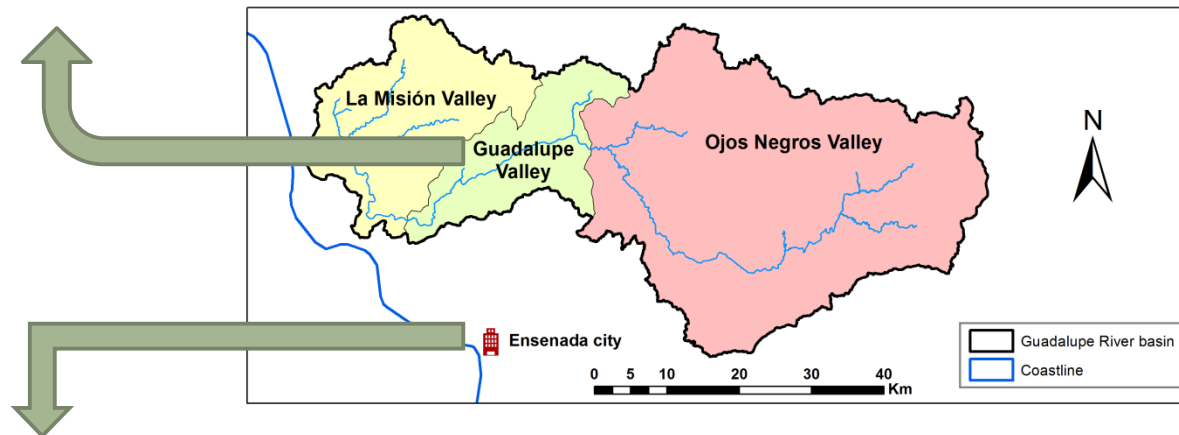 La Misión Valley
Guadalupe
Valley
Ojos Negros Valley
N
Ensenada city
0 5 10 20 30 40
Km
Guadalupe River basin
Coastline